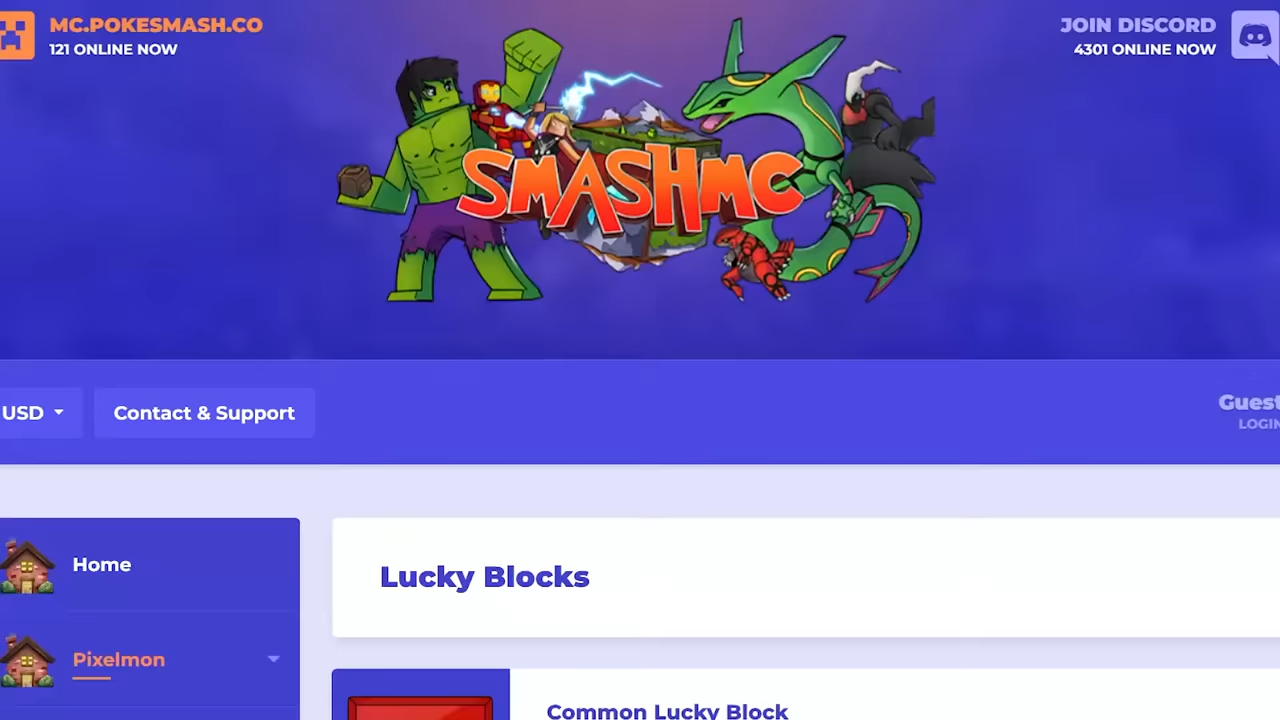 MC.POKESMASH.CO
121 ONLINE NOW
JOIN DISCORD
4301 ONLINE NOW
SMASHMC
USD
Contact & Support
Guest
LOGIN
Home
Lucky Blocks
Pixelmon
Common Lucky Block